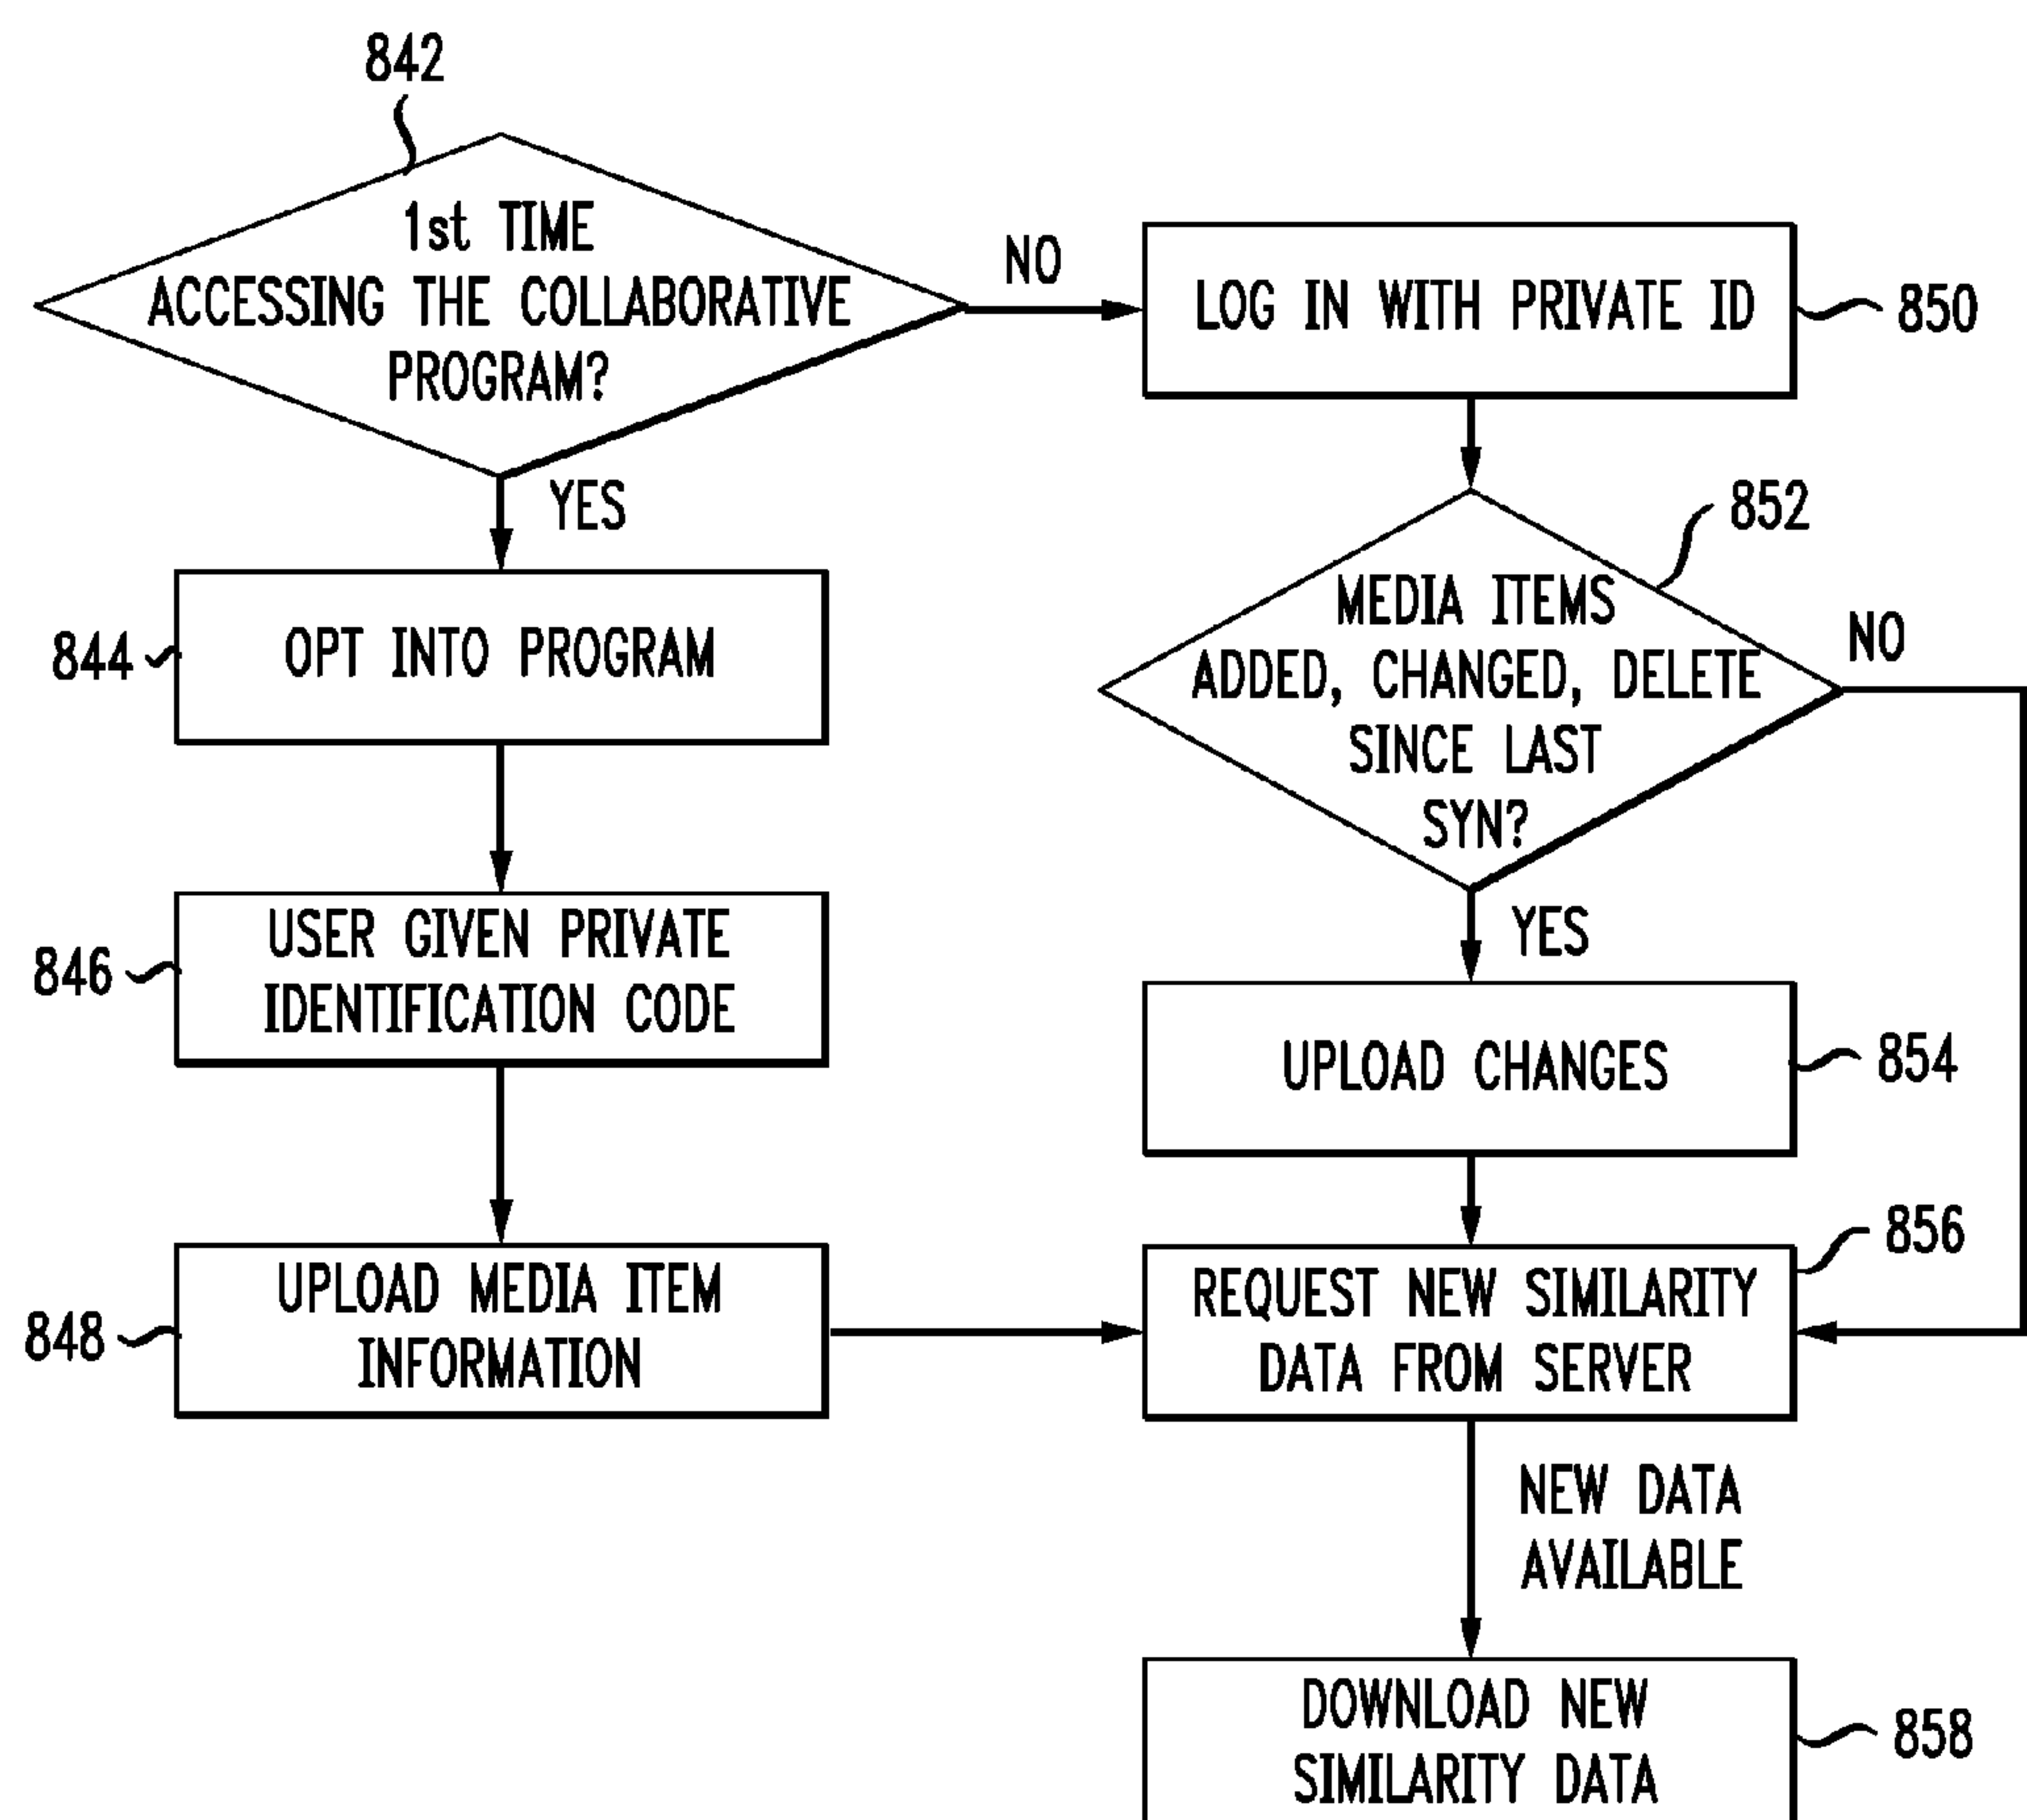 842
1st TIME
ACCESSING THE COLLABORATIVE
PROGRAM?
NO
YES
844
OPT INTO PROGRAM
846
USER GIVEN PRIVATE
IDENTIFICATION CODE
848
UPLOAD MEDIA ITEM
INFORMATION
LOG IN WITH PRIVATE ID
850
852
MEDIA ITEMS
ADDED, CHANGED, DELETE
SINCE LAST
SYN?
NO
YES
UPLOAD CHANGES
854
856
REQUEST NEW SIMILARITY
DATA FROM SERVER
NEW DATA
AVAILABLE
DOWNLOAD NEW
SIMILARITY DATA
858